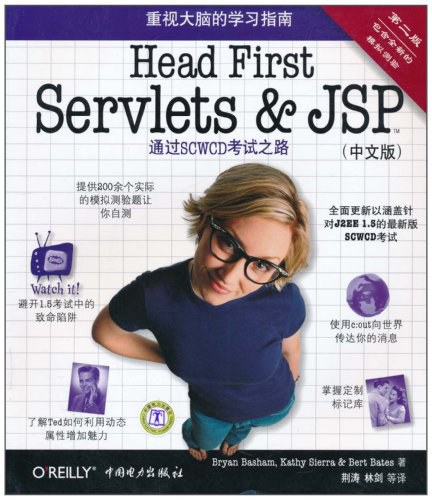 重视大脑的学习指南
第二版
包含全新的
模拟测验
Head First
Servlets & JSP™
通过SCWCD考试之路
(中文版)
提供200余个实际
的模拟测验题让
你自测
全面更新以涵盖针
对J2EE 1.5的最新版
SCWCD考试
Watch it!
避开1.5考试中的
致命陷阱
使用c:out向世界
传达你的消息
掌握定制
标记库
了解Ted如何利用动态
属性增加魅力
Bryan Basham, Kathy Sierra & Bert Bates 著
荆涛 林剑 等译
O'REILLY®
中国电力出版社